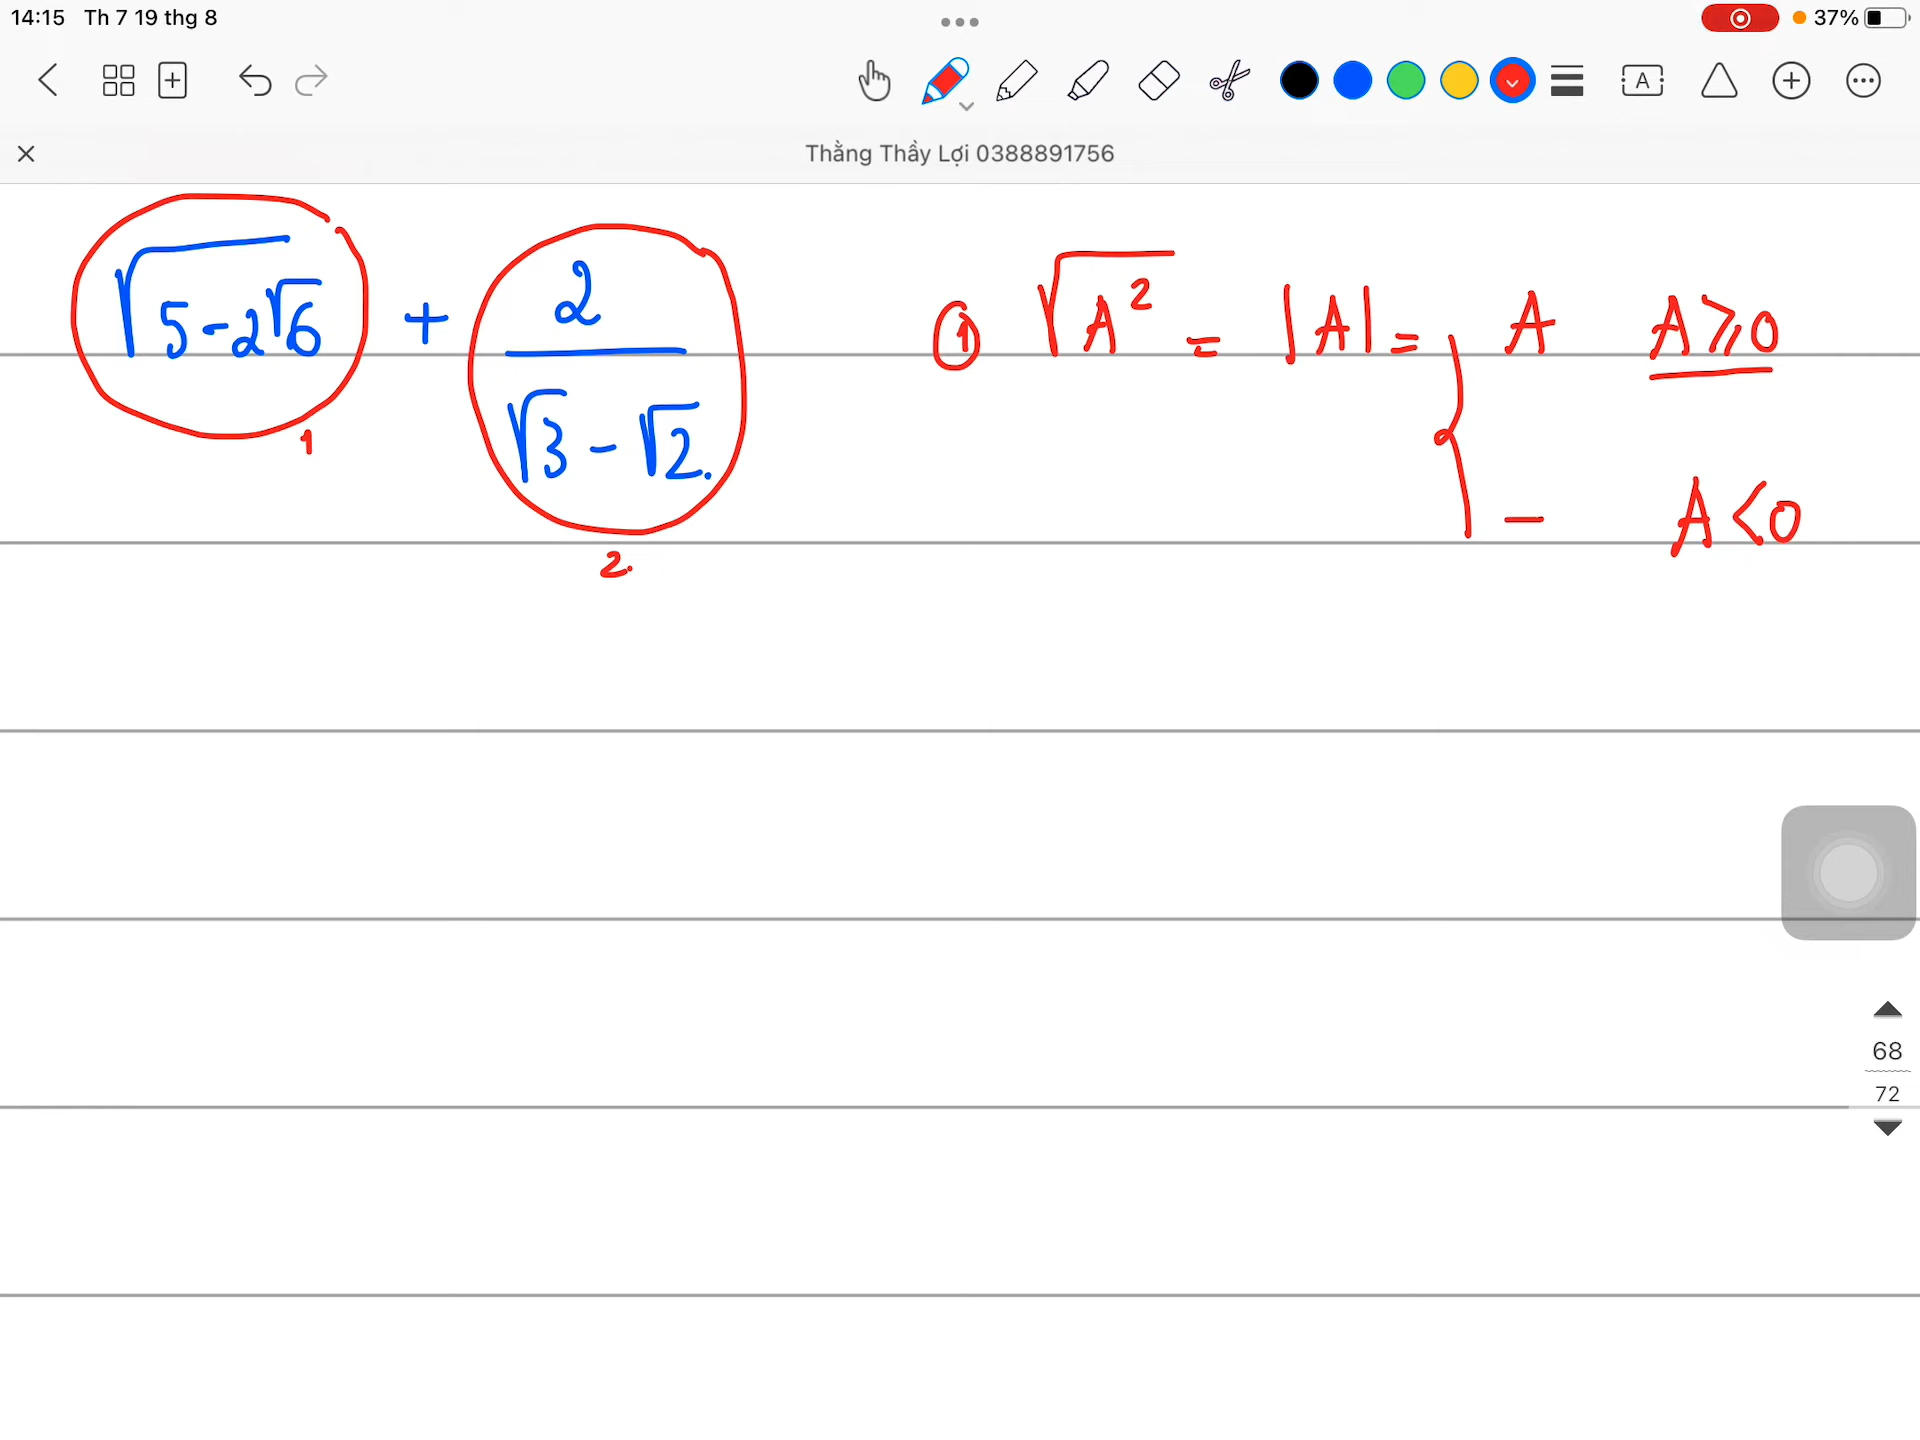 14:15 Th 7 19 thg 8
37%
A
Thằng Thầy Lợi 0388891756
√(5-2√6) + 2/(√3-√2.)
1
2.
① √(A²) = |A| = { A A⩾0
- A<0
68
72